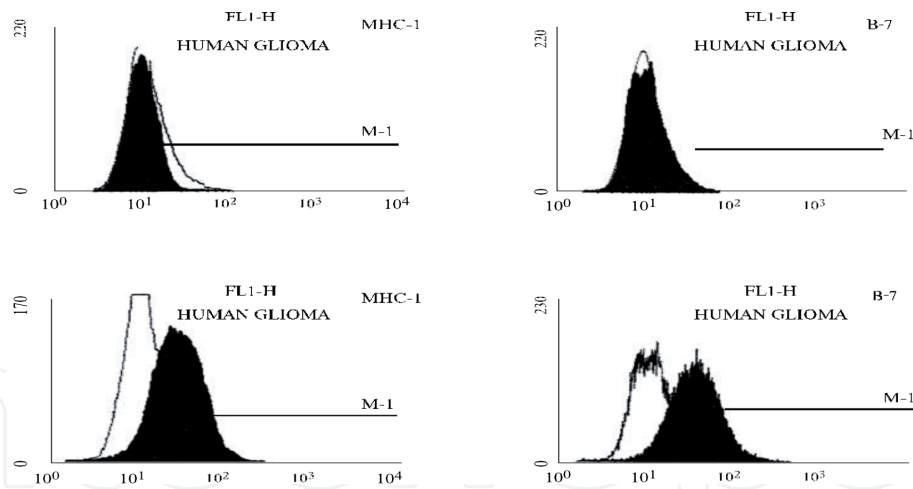 220
FL1-H
MHC-1
HUMAN GLIOMA
M-1
0
10⁰ 10¹ 10² 10³ 10⁴
220
FL1-H
B-7
HUMAN GLIOMA
M-1
0
10⁰ 10¹ 10² 10³
170
FL1-H
MHC-1
HUMAN GLIOMA
M-1
0
10⁰ 10¹ 10² 10³ 10⁴
230
FL1-H
B-7
HUMAN GLIOMA
M-1
0
10⁰ 10¹ 10² 10³ 10⁴